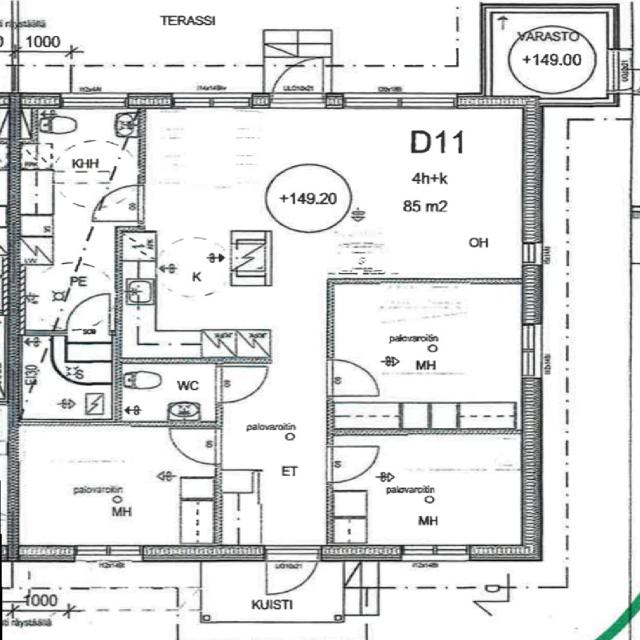 TERASSI
1000
VARASTO
+149.00
D11
4h+k
85 m2
KHH
+149.20
OH
K
PE
palovaroitin
MH
EI30
S
WC
palovaroitin
ET
palovaroitin
MH
palovaroitin
MH
KUISTI
1000